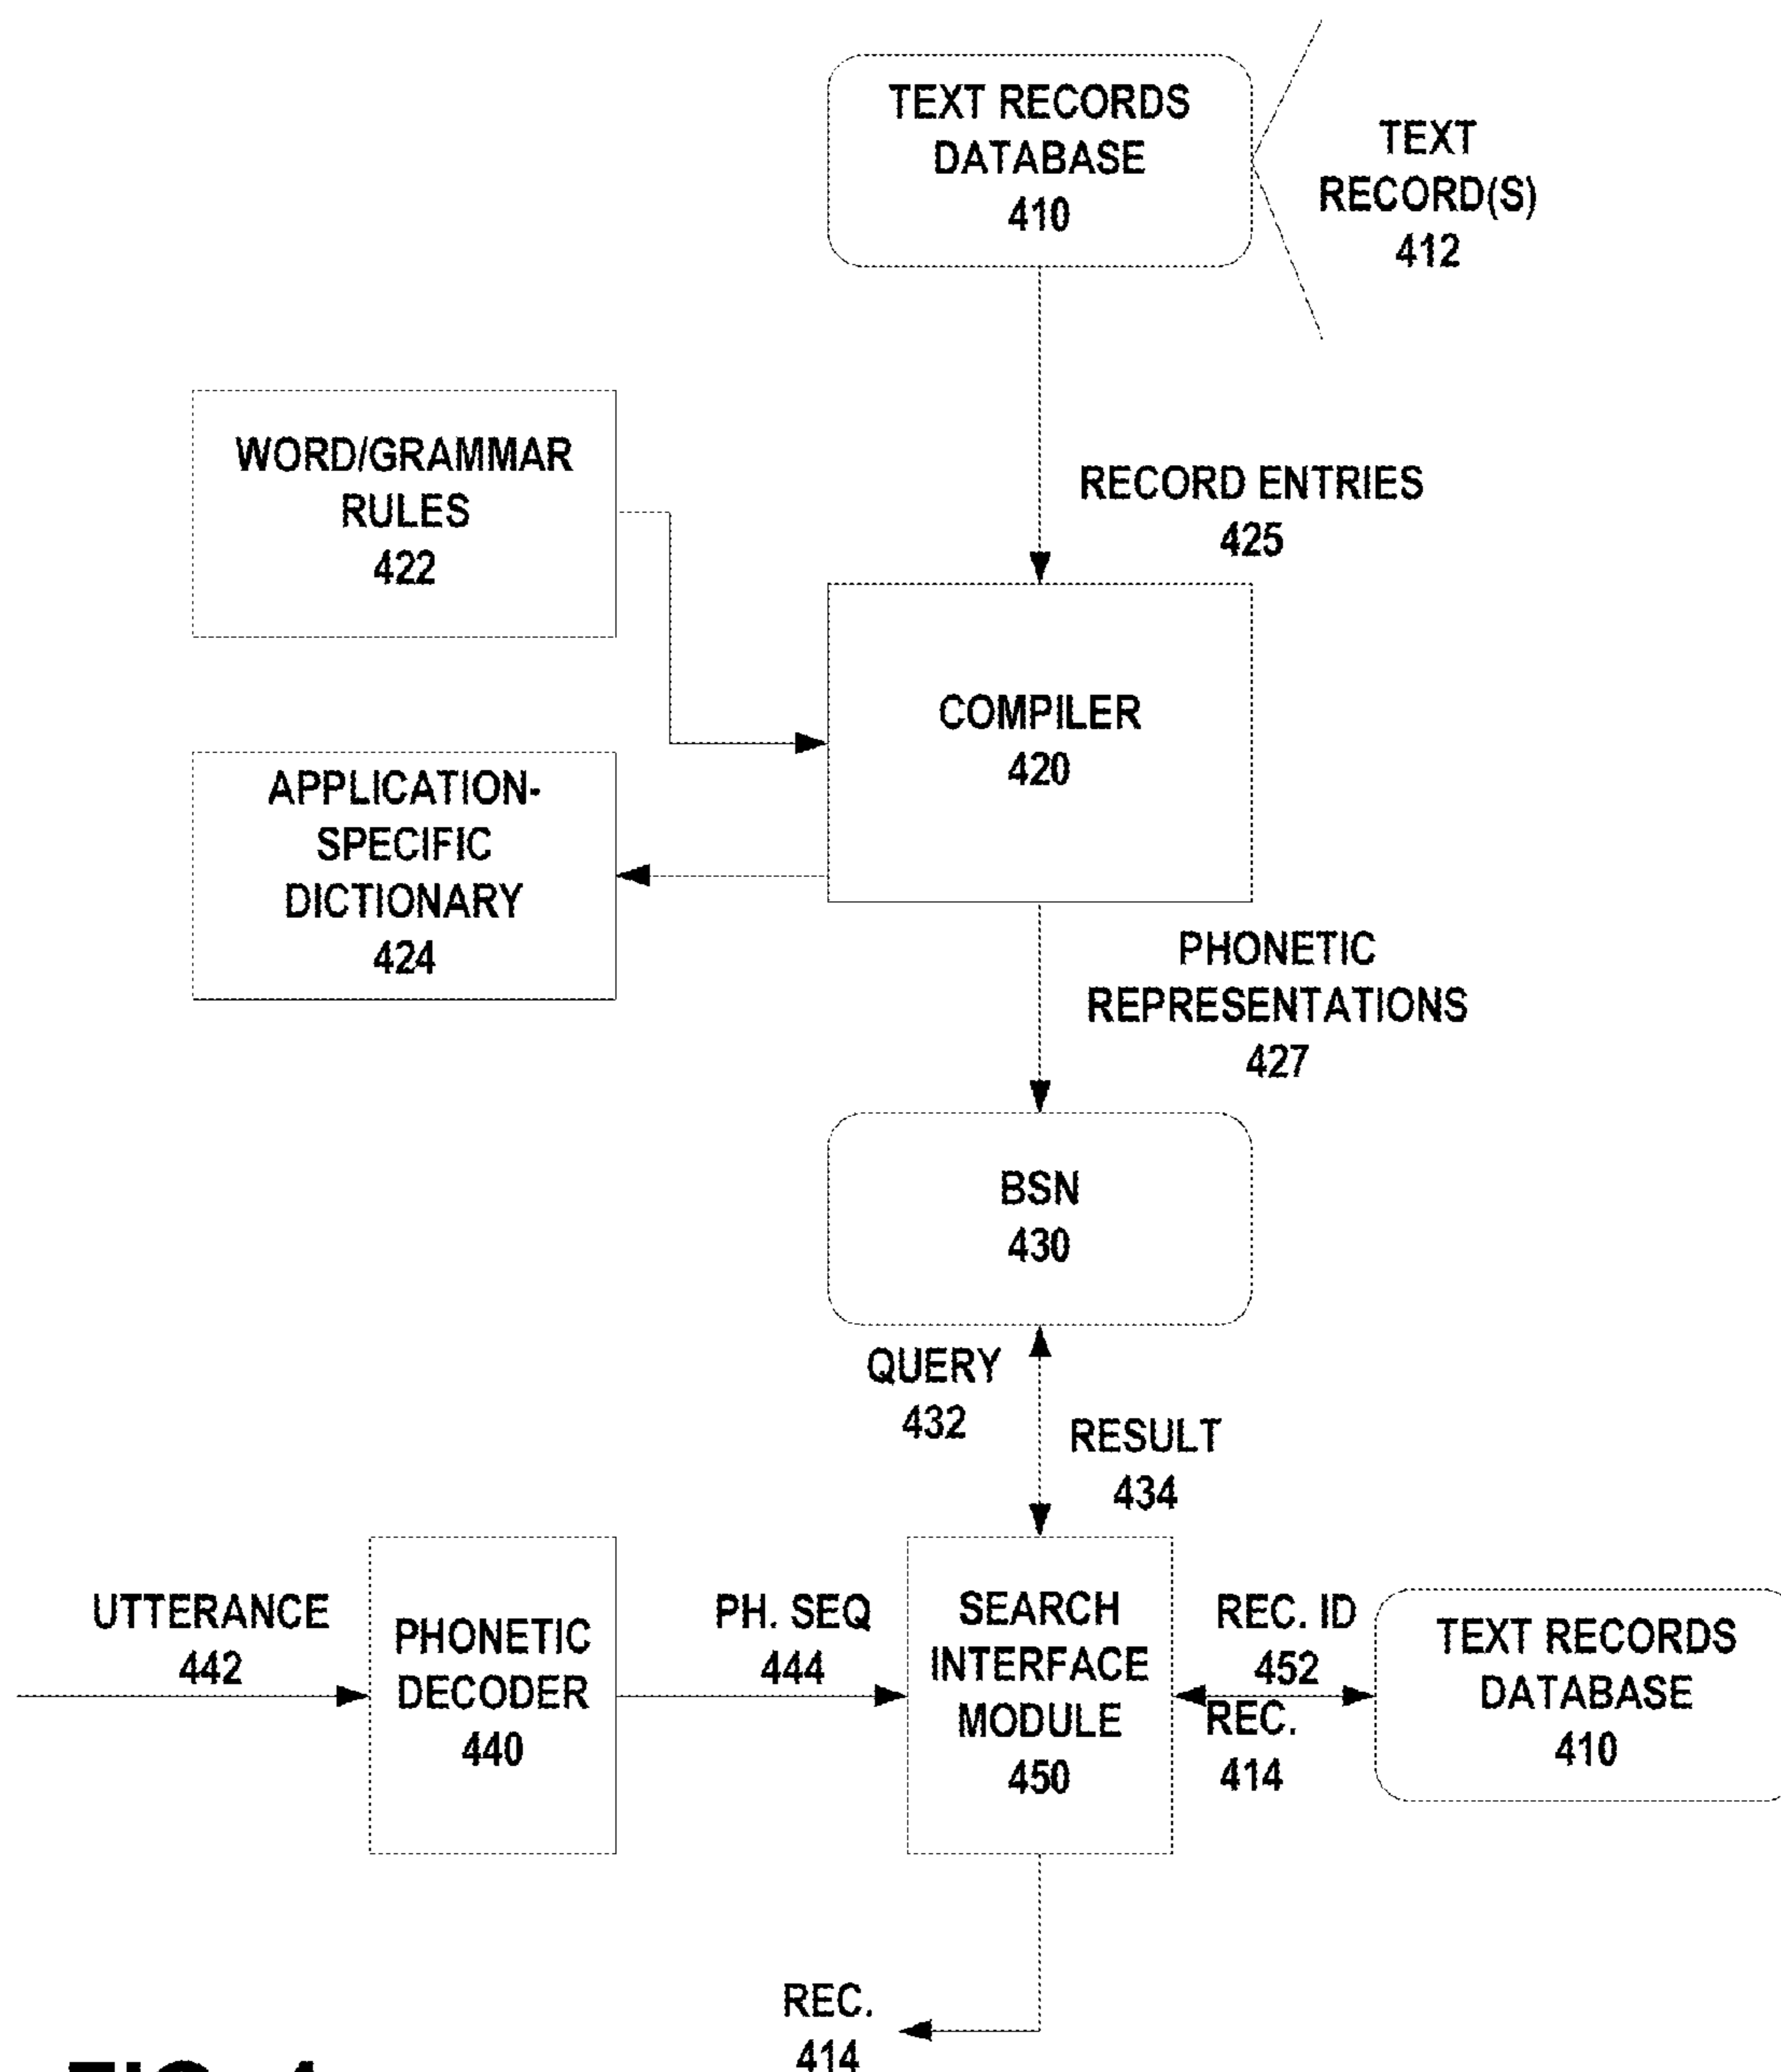 TEXT RECORDS
DATABASE
410
TEXT
RECORD(S)
412
WORD/GRAMMAR
RULES
422
RECORD ENTRIES
425
COMPILER
420
APPLICATION-
SPECIFIC
DICTIONARY
424
PHONETIC
REPRESENTATIONS
427
BSN
430
QUERY
432
RESULT
434
UTTERANCE
442
PHONETIC
DECODER
440
PH. SEQ
444
SEARCH
INTERFACE
MODULE
450
REC. ID
452
REC.
414
TEXT RECORDS
DATABASE
410
REC.
414